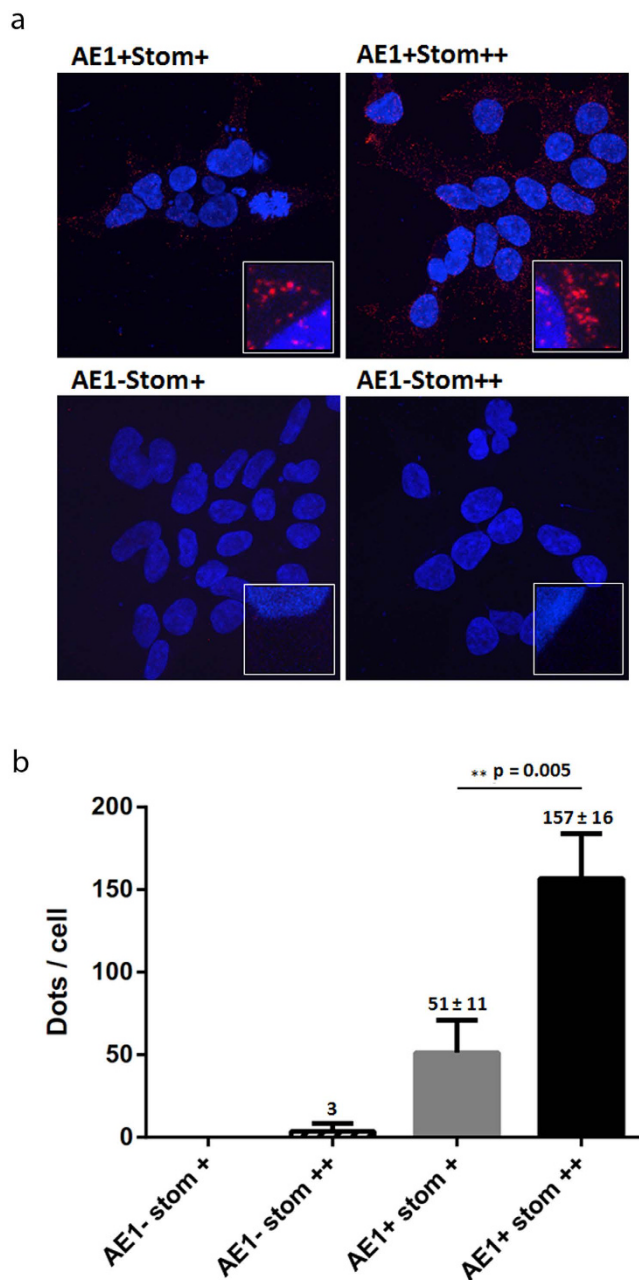 a
AE1+Stom+ AE1+Stom++
AE1-Stom+ AE1-Stom++
b
** p = 0.005
200
150
100
50
0
Dots / cell
3
51 ± 11
157 ± 16
AE1- stom +
AE1- stom ++
AE1+ stom +
AE1+ stom ++